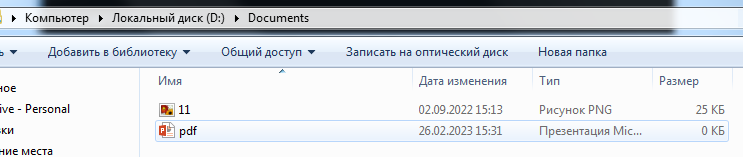 Компьютер Локальный диск (D:) Documents
Добавить в библиотеку Общий доступ Записать на оптический диск Новая папка
Имя Дата изменения Тип Размер
ное
ive - Personal
вки
ние места
11 02.09.2022 15:13 Рисунок PNG 25 КБ
pdf 26.02.2023 15:31 Презентация Mic... 0 КБ